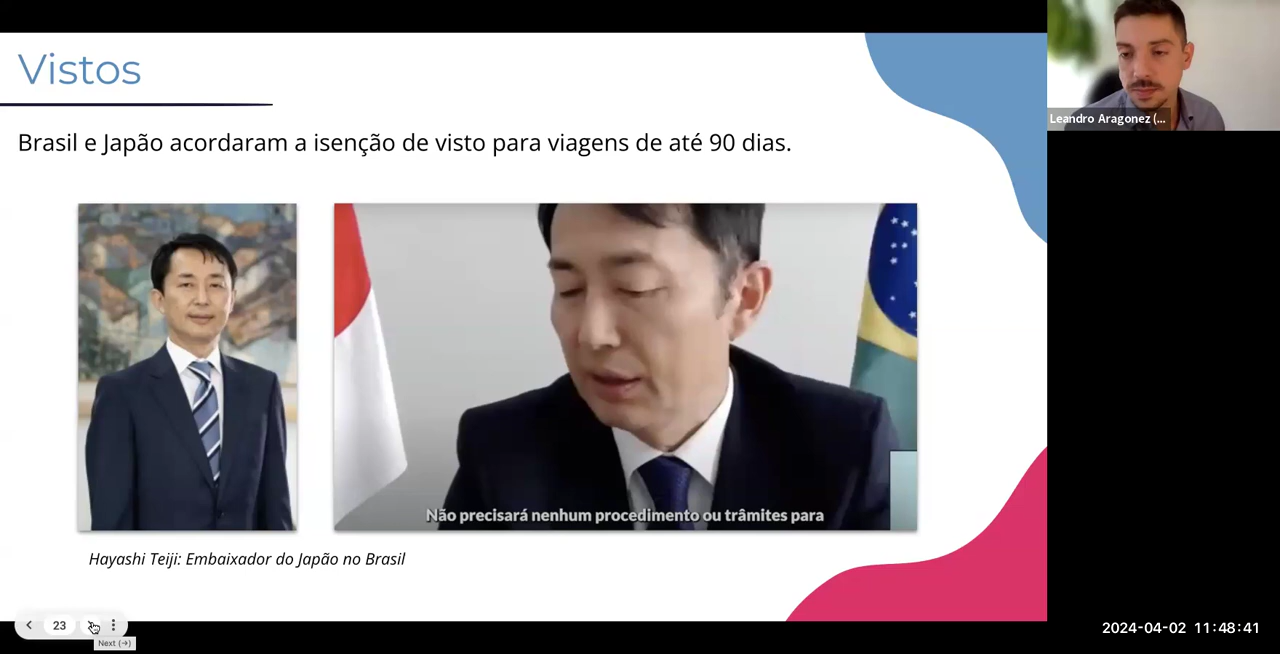 Vistos
Brasil e Japão acordaram a isenção de visto para viagens de até 90 dias.
Não precisará nenhum procedimento ou trâmites para
Hayashi Teiji: Embaixador do Japão no Brasil
23
Next (→)
Leandro Aragonez (...
2024-04-02 11:48:41